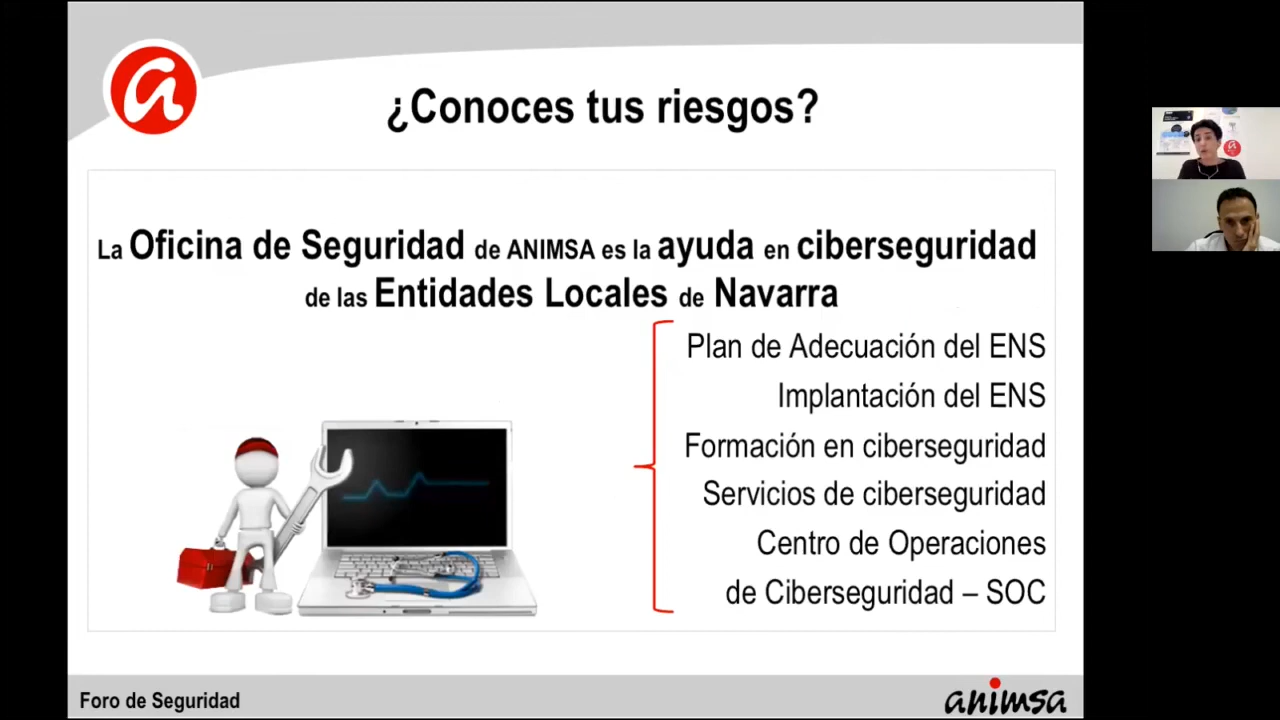 ¿Conoces tus riesgos?
La Oficina de Seguridad de ANIMSA es la ayuda en ciberseguridad
de las Entidades Locales de Navarra
Plan de Adecuación del ENS
Implantación del ENS
Formación en ciberseguridad
Servicios de ciberseguridad
Centro de Operaciones
de Ciberseguridad – SOC
Foro de Seguridad
animsa